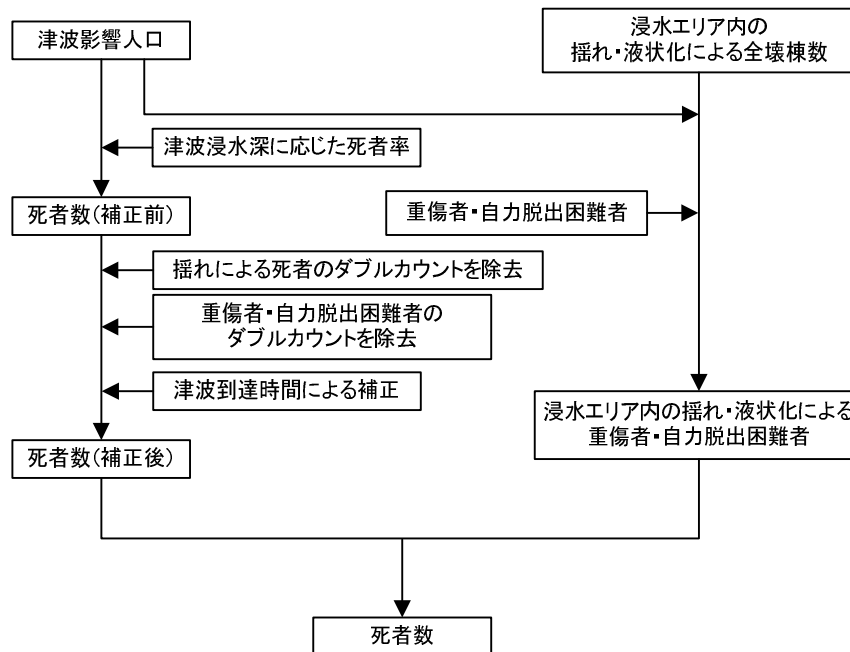 津波影響人口
浸水エリア内の
揺れ・液状化による全壊棟数
津波浸水深に応じた死者率
死者数(補正前)
重傷者・自力脱出困難者
揺れによる死者のダブルカウントを除去
重傷者・自力脱出困難者の
ダブルカウントを除去
津波到達時間による補正
浸水エリア内の揺れ・液状化による
重傷者・自力脱出困難者
死者数(補正後)
死者数